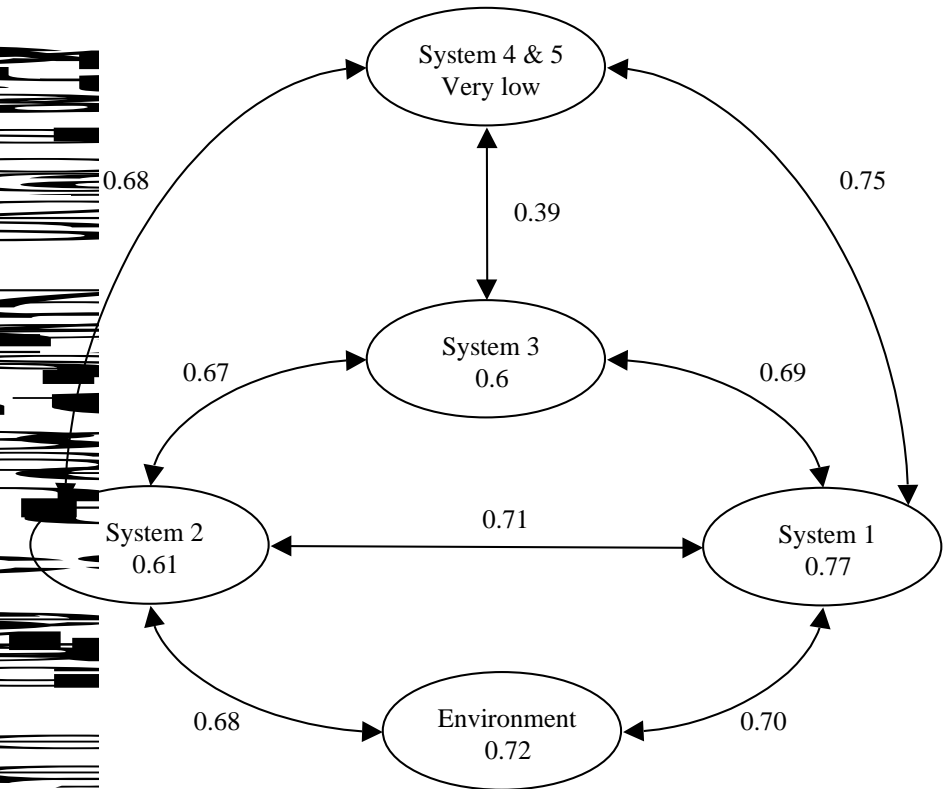 System 4 & 5
Very low
0.68
0.75
0.39
System 3
0.6
0.67
0.69
0.71
System 2
0.61
System 1
0.77
Environment
0.72
0.68
0.70